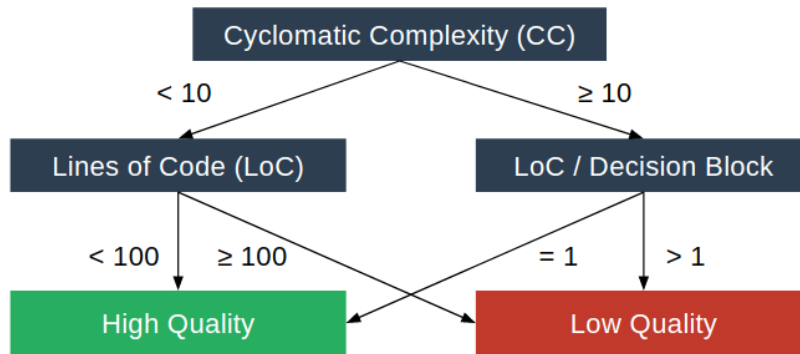 Cyclomatic Complexity (CC)
< 10
≥ 10
Lines of Code (LoC)
LoC / Decision Block
< 100
≥ 100
= 1
> 1
High Quality
Low Quality